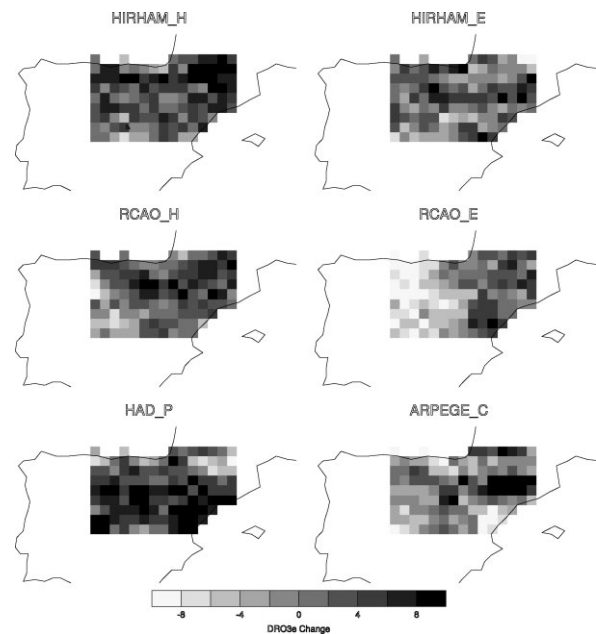 HIRHAM_H HIRHAM_E
RCAO_H RCAO_E
HAD_P ARPEGE_C
-8 -4 0 4 8
DRO3e Change